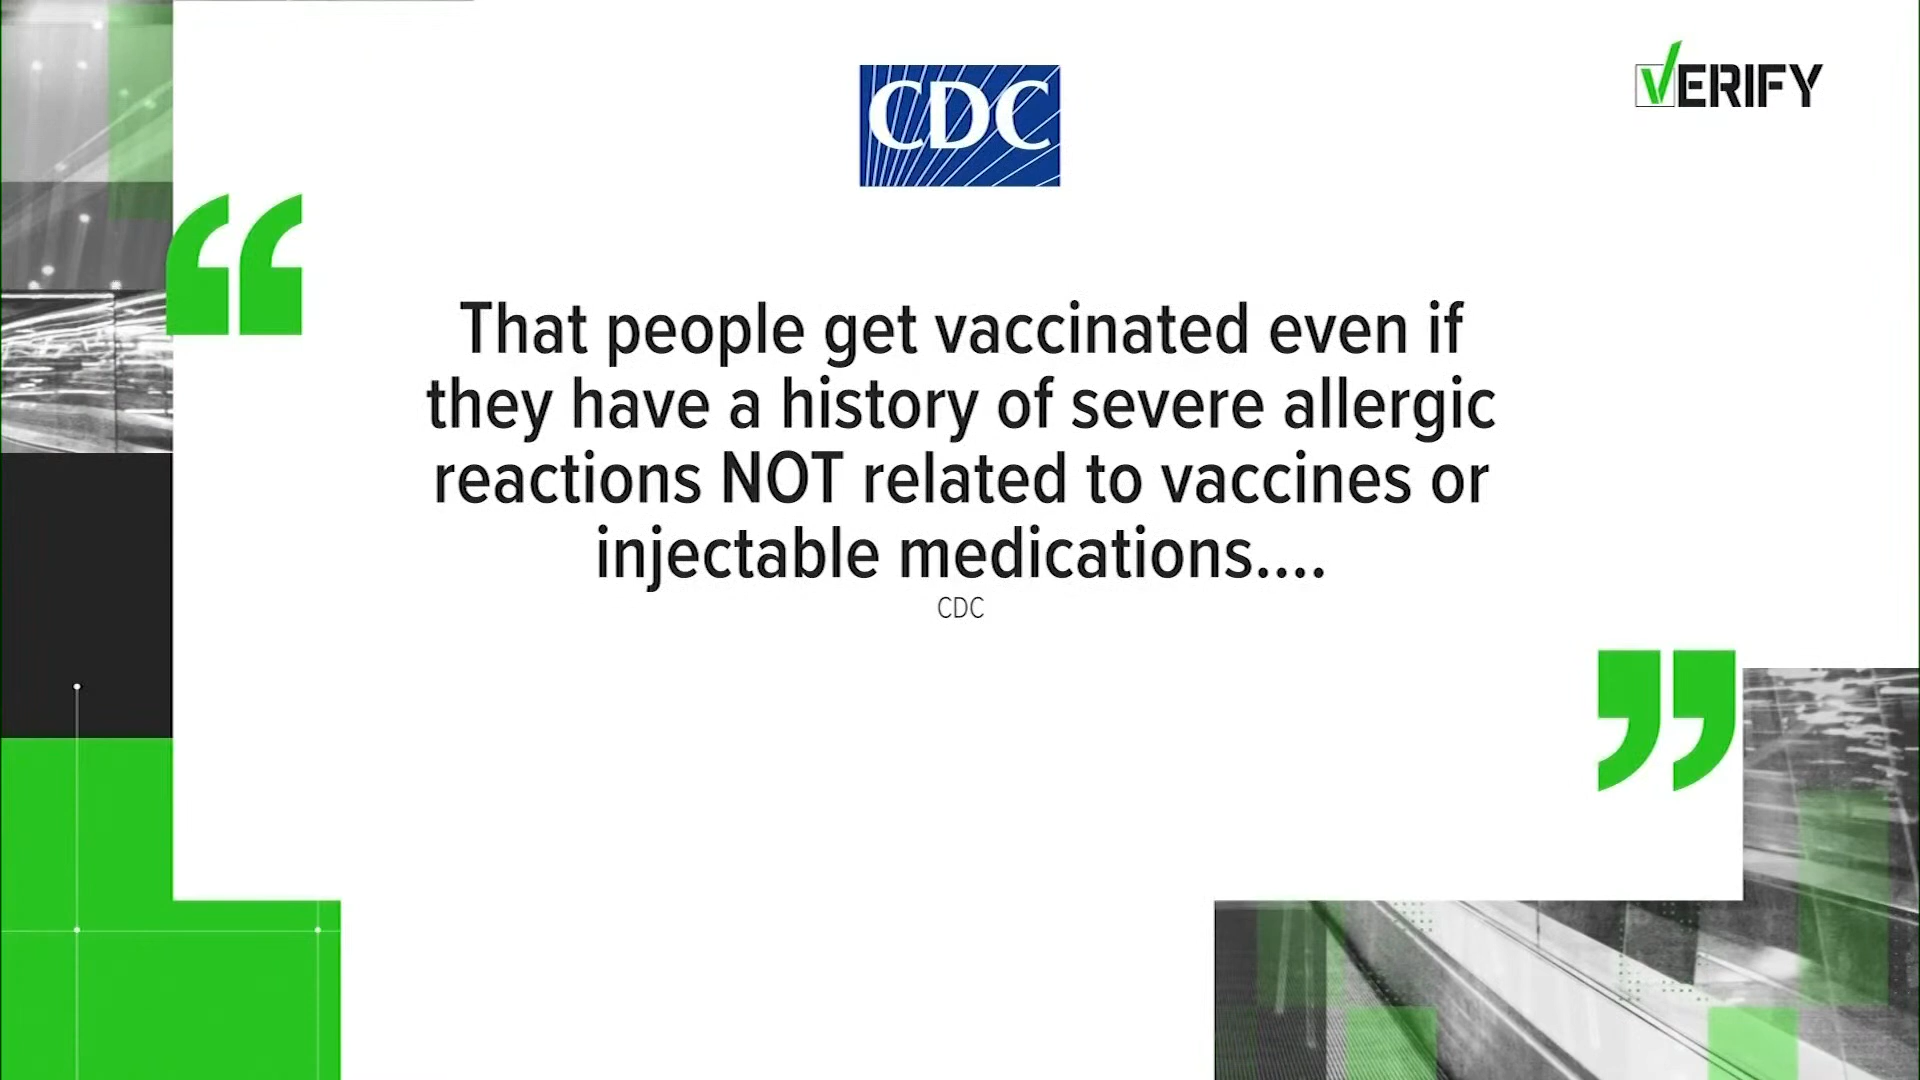 CDC
VERIFY
That people get vaccinated even if
they have a history of severe allergic
reactions NOT related to vaccines or
injectable medications....
CDC